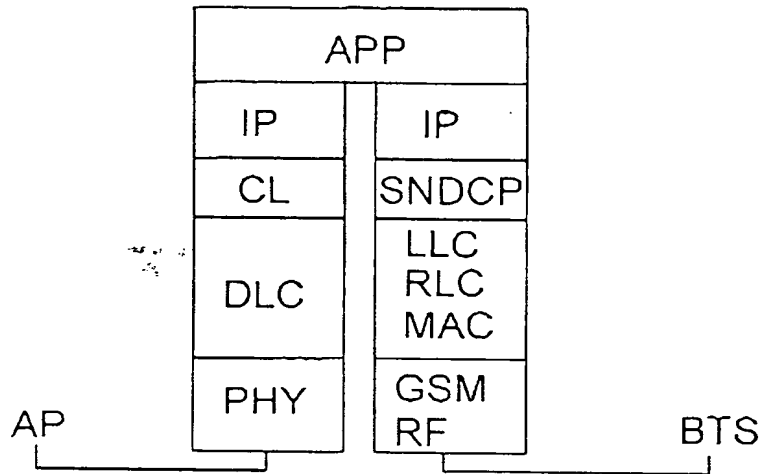 APP
IP
IP
CL
SNDCP
DLC
LLC
RLC
MAC
PHY
GSM
RF
AP
BTS